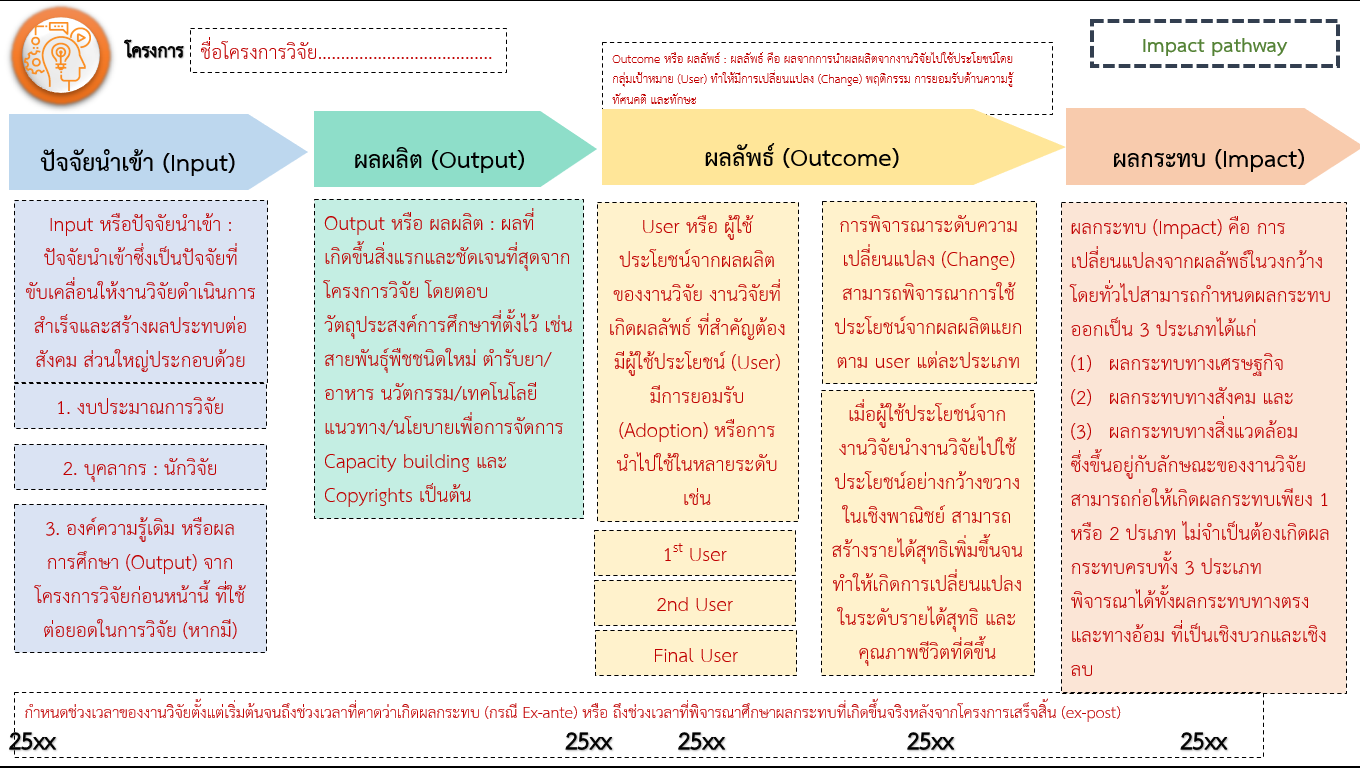 โครงการ
ชื่อโครงการวิจัย......................................
Impact pathway
Outcome หรือ ผลลัพธ์ : ผลลัพธ์ คือ ผลจากการนำผลผลิตจากงานวิจัยไปใช้ประโยชน์โดย
กลุ่มเป้าหมาย (User) ทำให้มีการเปลี่ยนแปลง (Change) พฤติกรรม การยอมรับด้านความรู้
ทัศนคติ และทักษะ
ปัจจัยนำเข้า (Input)
ผลผลิต (Output)
ผลลัพธ์ (Outcome)
ผลกระทบ (Impact)
Input หรือปัจจัยนำเข้า :
ปัจจัยนำเข้าซึ่งเป็นปัจจัยที่
ขับเคลื่อนให้งานวิจัยดำเนินการ
สำเร็จและสร้างผลประทบต่อ
สังคม ส่วนใหญ่ประกอบด้วย
1. งบประมาณการวิจัย
2. บุคลากร : นักวิจัย
3. องค์ความรู้เดิม หรือผล
การศึกษา (Output) จาก
โครงการวิจัยก่อนหน้านี้ ที่ใช้
ต่อยอดในการวิจัย (หากมี)
Output หรือ ผลผลิต : ผลที่
เกิดขึ้นสิ่งแรกและชัดเจนที่สุดจาก
โครงการวิจัย โดยตอบ
วัตถุประสงค์การศึกษาที่ตั้งไว้ เช่น
สายพันธุ์พืชชนิดใหม่ ตำรับยา/
อาหาร นวัตกรรม/เทคโนโลยี
แนวทาง/นโยบายเพื่อการจัดการ
Capacity building และ
Copyrights เป็นต้น
User หรือ ผู้ใช้
ประโยชน์จากผลผลิต
ของงานวิจัย งานวิจัยที่
เกิดผลลัพธ์ ที่สำคัญต้อง
มีผู้ใช้ประโยชน์ (User)
มีการยอมรับ
(Adoption) หรือการ
นำไปใช้ในหลายระดับ
เช่น
1st User
2nd User
Final User
การพิจารณาระดับความ
เปลี่ยนแปลง (Change)
สามารถพิจารณาการใช้
ประโยชน์จากผลผลิตแยก
ตาม user แต่ละประเภท
เมื่อผู้ใช้ประโยชน์จาก
งานวิจัยนำงานวิจัยไปใช้
ประโยชน์อย่างกว้างขวาง
ในเชิงพาณิชย์ สามารถ
สร้างรายได้สุทธิเพิ่มขึ้นจน
ทำให้เกิดการเปลี่ยนแปลง
ในระดับรายได้สุทธิ และ
คุณภาพชีวิตที่ดีขึ้น
ผลกระทบ (Impact) คือ การ
เปลี่ยนแปลงจากผลลัพธ์ในวงกว้าง
โดยทั่วไปสามารถกำหนดผลกระทบ
ออกเป็น 3 ประเภทได้แก่
(1) ผลกระทบทางเศรษฐกิจ
(2) ผลกระทบทางสังคม และ
(3) ผลกระทบทางสิ่งแวดล้อม
ซึ่งขึ้นอยู่กับลักษณะของงานวิจัย
สามารถก่อให้เกิดผลกระทบเพียง 1
หรือ 2 ปรเภท ไม่จำเป็นต้องเกิดผล
กระทบครบทั้ง 3 ประเภท
พิจารณาได้ทั้งผลกระทบทางตรง
และทางอ้อม ที่เป็นเชิงบวกและเชิง
ลบ
กำหนดช่วงเวลาของงานวิจัยตั้งแต่เริ่มต้นจนถึงช่วงเวลาที่คาดว่าเกิดผลกระทบ (กรณี Ex-ante) หรือ ถึงช่วงเวลาที่พิจารณาศึกษาผลกระทบที่เกิดขึ้นจริงหลังจากโครงการเสร็จสิ้น (ex-post)
25xx 25xx 25xx 25xx 25xx